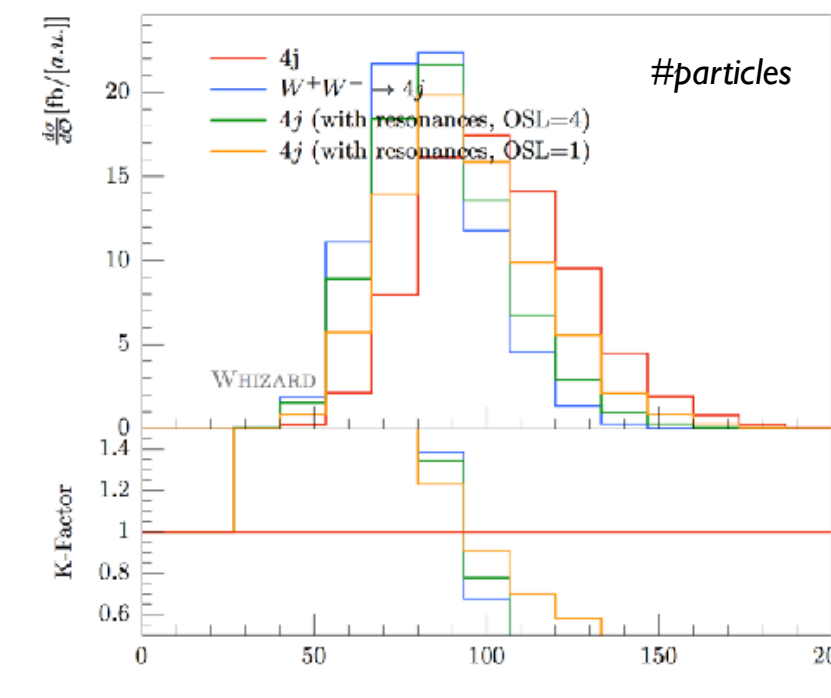 dσ/dO [fb/[a.u.]]
4j
W⁺W⁻ → 4j
4j (with resonances, OSL=4)
4j (with resonances, OSL=1)
#particles
20
15
10
5
0
WHIZARD
K-Factor
1.4
1.2
1
0.8
0.6
0
50
100
150